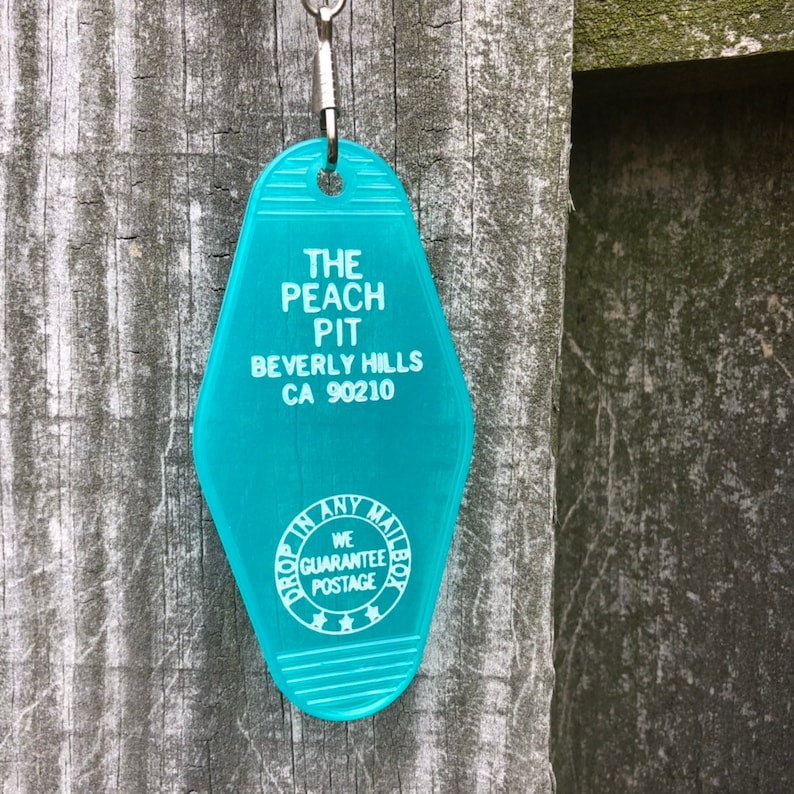 THE
PEACH
PIT
BEVERLY HILLS
CA 90210
DROP IN ANY MAILBOX
WE
GUARANTEE
POSTAGE